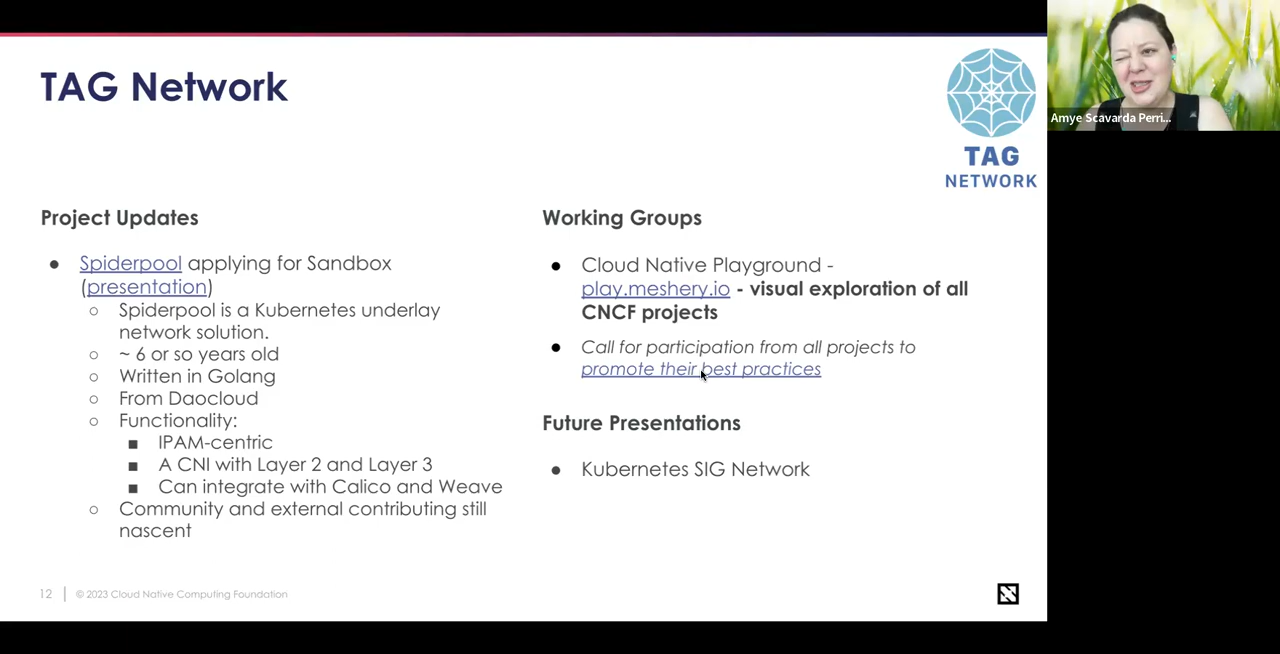 TAG Network
TAG
NETWORK
Amye Scavarda Perri...
Project Updates
● Spiderpool applying for Sandbox
(presentation)
○ Spiderpool is a Kubernetes underlay
network solution.
○ ~ 6 or so years old
○ Written in Golang
○ From Daocloud
○ Functionality:
■ IPAM-centric
■ A CNI with Layer 2 and Layer 3
■ Can integrate with Calico and Weave
○ Community and external contributing still
nascent
Working Groups
● Cloud Native Playground -
play.meshery.io - visual exploration of all
CNCF projects
● Call for participation from all projects to
promote their best practices
Future Presentations
● Kubernetes SIG Network
12 | © 2023 Cloud Native Computing Foundation